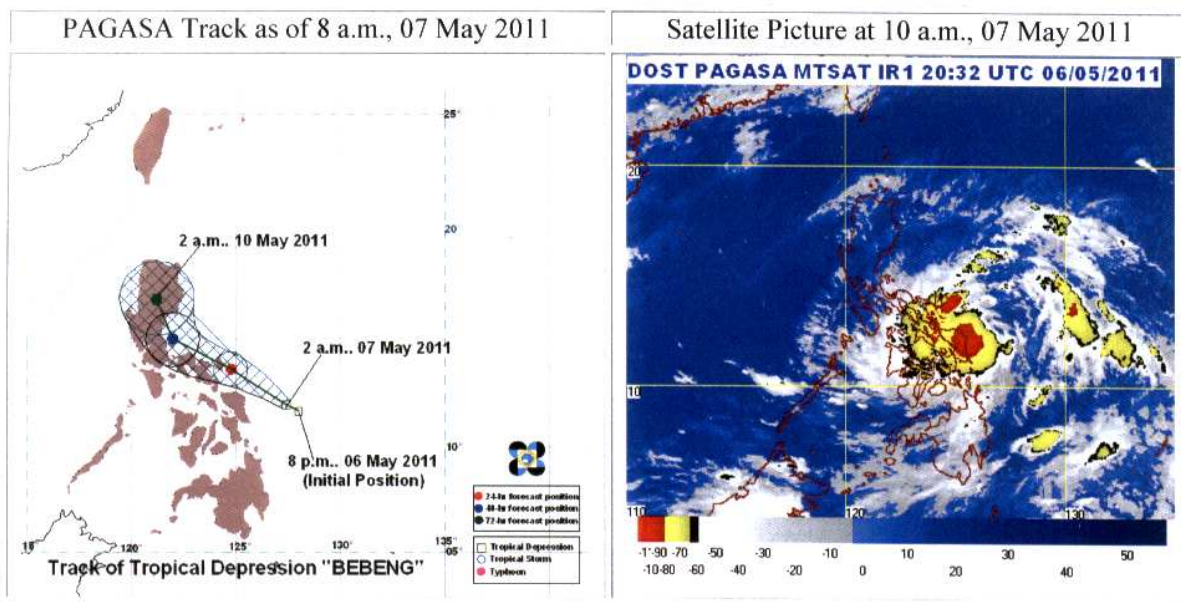 PAGASA Track as of 8 a.m., 07 May 2011
25°
20
2 a.m.. 10 May 2011
2 a.m.. 07 May 2011
10°
8 p.m.. 06 May 2011
(Initial Position)
24-hr forecast position
48-hr forecast position
72-hr forecast position
Tropical Depression
Tropical Storm
Typhoon
120° 125° 130° 135°
05°
Track of Tropical Depression "BEBENG"
Satellite Picture at 10 a.m., 07 May 2011
DOST PAGASA MTSAT IR1 20:32 UTC 06/05/2011
20
10
110 120 130
-90 -70 -50 -30 -10 10 30 50
-10 -80 -60 -40 -20 0 20 40